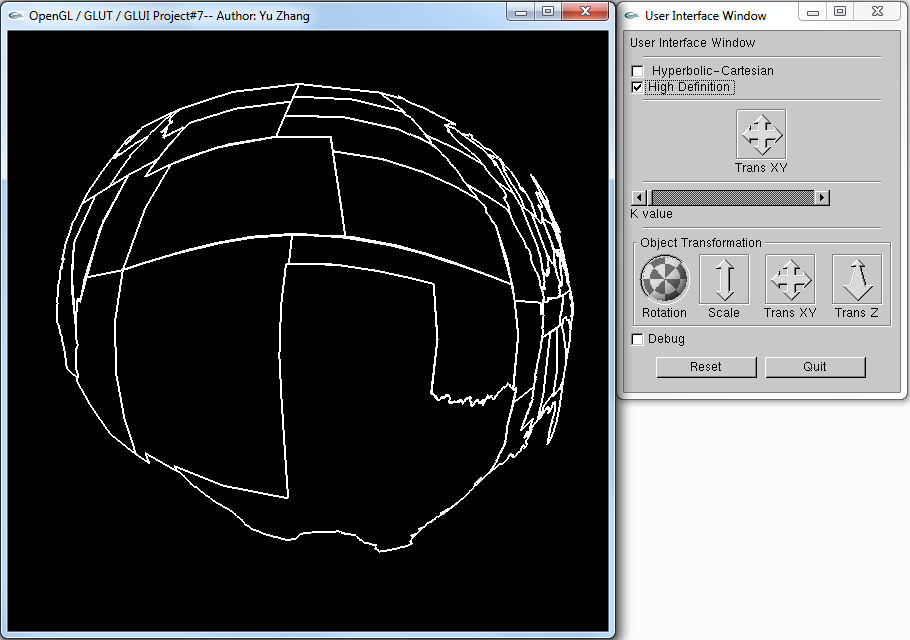 OpenGL / GLUT / GLUI Project#7-- Author: Yu Zhang
User Interface Window
User Interface Window
Hyperbolic-Cartesian
High Definition
Trans XY
K value
Object Transformation
Rotation Scale Trans XY Trans Z
Debug
Reset Quit